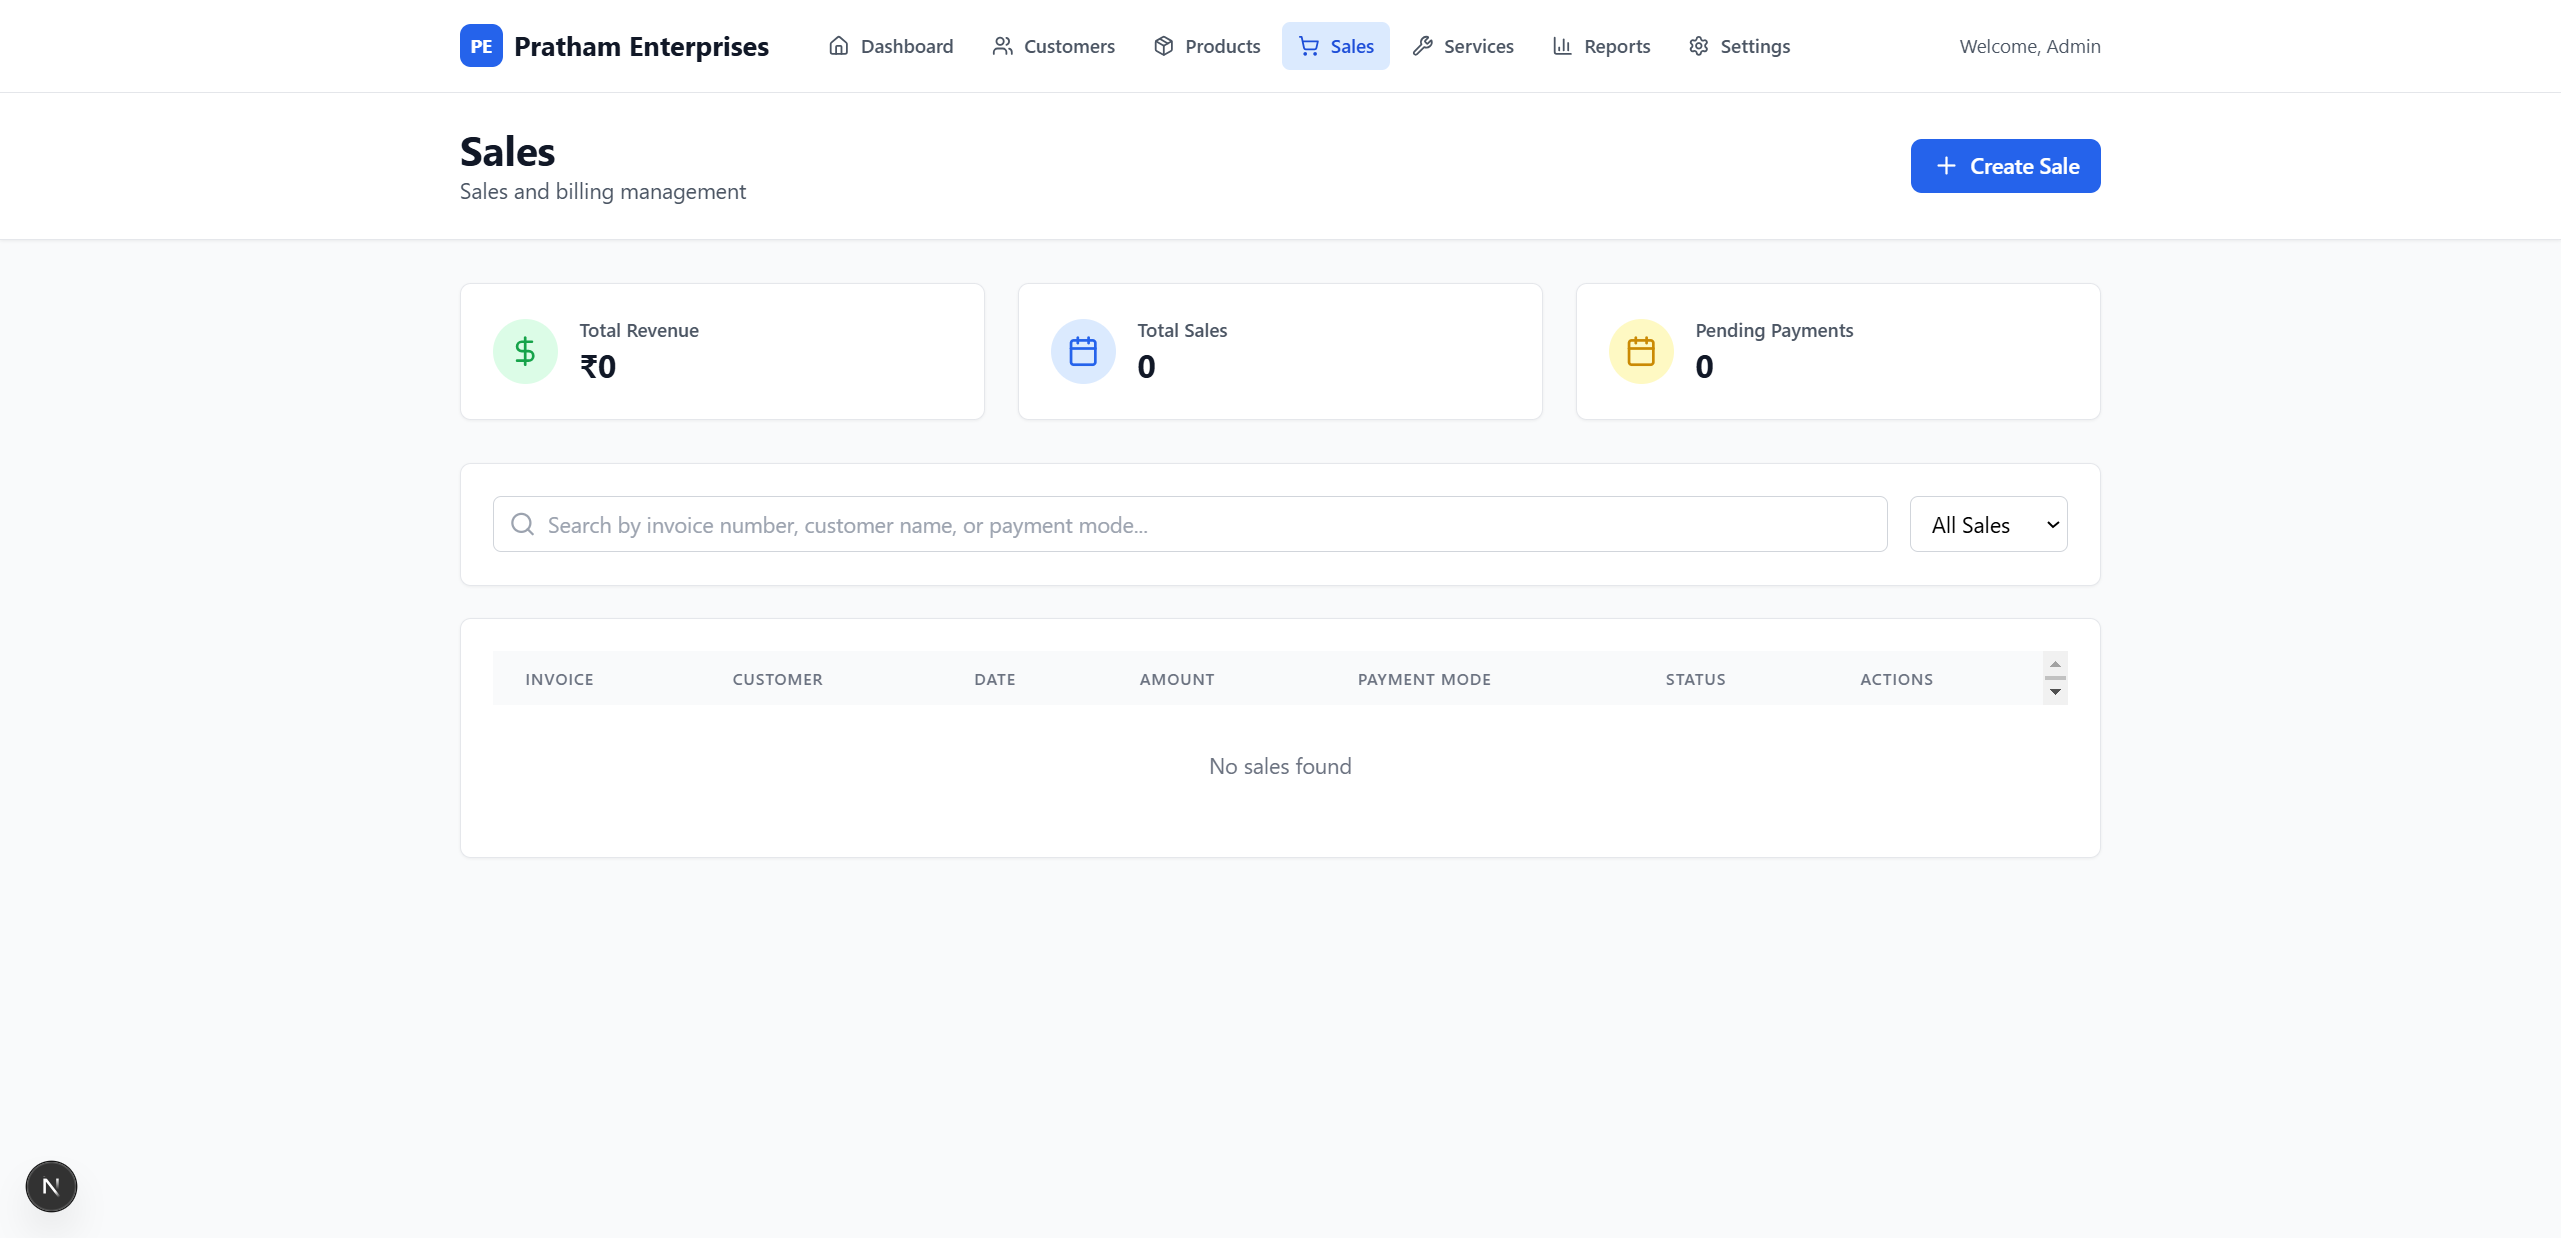 PE Pratham Enterprises Dashboard Customers Products Sales Services Reports Settings Welcome, Admin
Sales
Sales and billing management
Create Sale
Total Revenue
₹0
Total Sales
0
Pending Payments
0
Search by invoice number, customer name, or payment mode...
All Sales
INVOICE CUSTOMER DATE AMOUNT PAYMENT MODE STATUS ACTIONS
No sales found
N